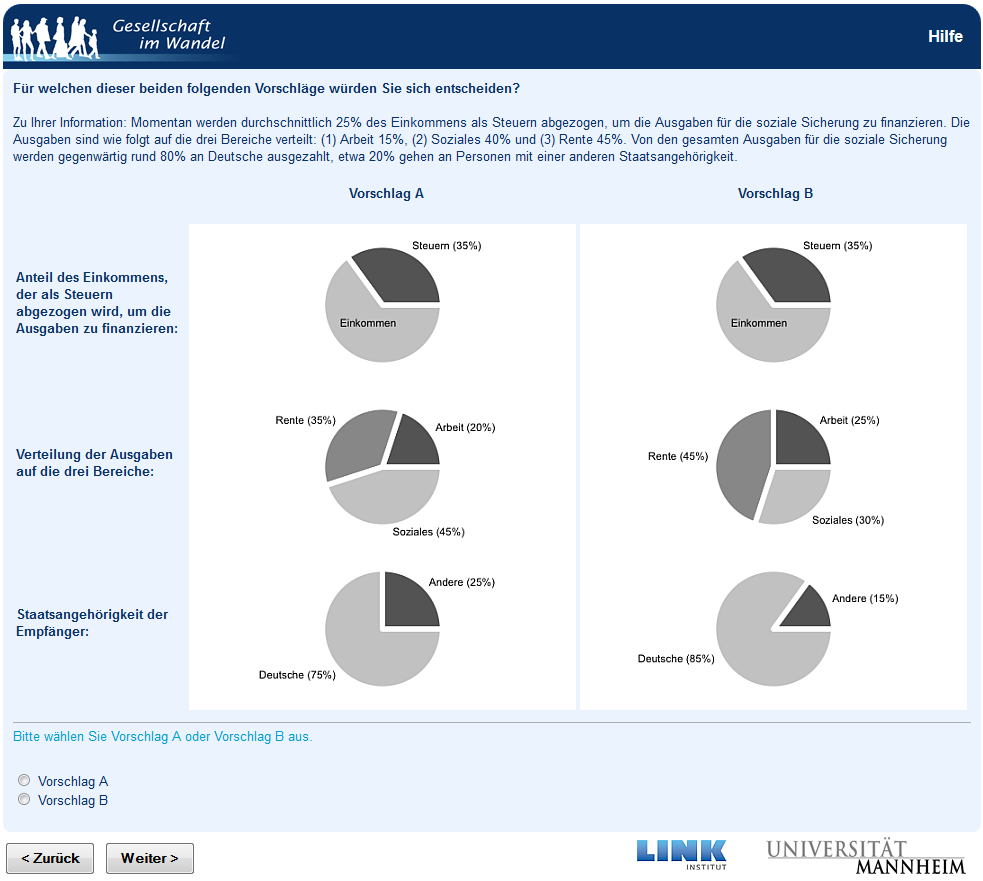 Gesellschaft
im Wandel
Hilfe
Für welchen dieser beiden folgenden Vorschläge würden Sie sich entscheiden?
Zu Ihrer Information: Momentan werden durchschnittlich 25% des Einkommens als Steuern abgezogen, um die Ausgaben für die soziale Sicherung zu finanzieren. Die
Ausgaben sind wie folgt auf die drei Bereiche verteilt: (1) Arbeit 15%, (2) Soziales 40% und (3) Rente 45%. Von den gesamten Ausgaben für die soziale Sicherung
werden gegenwärtig rund 80% an Deutsche ausgezahlt, etwa 20% gehen an Personen mit einer anderen Staatsangehörigkeit.
Vorschlag A
Vorschlag B
Anteil des Einkommens,
der als Steuern
abgezogen wird, um die
Ausgaben zu finanzieren:
Steuern (35%)
Einkommen
Steuern (35%)
Einkommen
Verteilung der Ausgaben
auf die drei Bereiche:
Rente (35%)
Arbeit (20%)
Soziales (45%)
Arbeit (25%)
Rente (45%)
Soziales (30%)
Staatsangehörigkeit der
Empfänger:
Andere (25%)
Deutsche (75%)
Andere (15%)
Deutsche (85%)
Bitte wählen Sie Vorschlag A oder Vorschlag B aus.
Vorschlag A
Vorschlag B
< Zurück
Weiter >
LINK
INSTITUT
UNIVERSITÄT
MANNHEIM